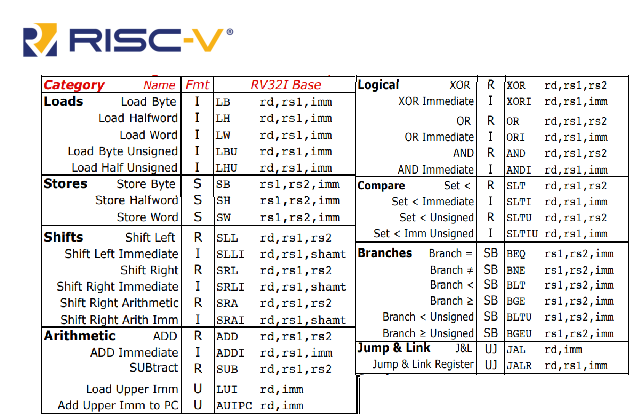 RISC-V®
Category Name Fmt RV32I Base
Loads Load Byte I LB rd,rs1,imm
Load Halfword I LH rd,rs1,imm
Load Word I LW rd,rs1,imm
Load Byte Unsigned I LBU rd,rs1,imm
Load Half Unsigned I LHU rd,rs1,imm
Stores Store Byte S SB rs1,rs2,imm
Store Halfword S SH rs1,rs2,imm
Store Word S SW rs1,rs2,imm
Shifts Shift Left R SLL rd,rs1,rs2
Shift Left Immediate I SLLI rd,rs1,shamt
Shift Right R SRL rd,rs1,rs2
Shift Right Immediate I SRLI rd,rs1,shamt
Shift Right Arithmetic R SRA rd,rs1,rs2
Shift Right Arith Imm I SRAI rd,rs1,shamt
Arithmetic ADD R ADD rd,rs1,rs2
ADD Immediate I ADDI rd,rs1,imm
SUBtract R SUB rd,rs1,rs2
Load Upper Imm U LUI rd,imm
Add Upper Imm to PC U AUIPC rd,imm
Logical XOR R XOR rd,rs1,rs2
XOR Immediate I XORI rd,rs1,imm
OR R OR rd,rs1,rs2
OR Immediate I ORI rd,rs1,imm
AND R AND rd,rs1,rs2
AND Immediate I ANDI rd,rs1,imm
Compare Set < R SLT rd,rs1,rs2
Set < Immediate I SLTI rd,rs1,imm
Set < Unsigned R SLTU rd,rs1,rs2
Set < Imm Unsigned I SLTIU rd,rs1,imm
Branches Branch = SB BEQ rs1,rs2,imm
Branch ≠ SB BNE rs1,rs2,imm
Branch < SB BLT rs1,rs2,imm
Branch ≥ SB BGE rs1,rs2,imm
Branch < Unsigned SB BLTU rs1,rs2,imm
Branch ≥ Unsigned SB BGEU rs1,rs2,imm
Jump & Link J&L UJ JAL rd,imm
Jump & Link Register UJ JALR rd,rs1,imm